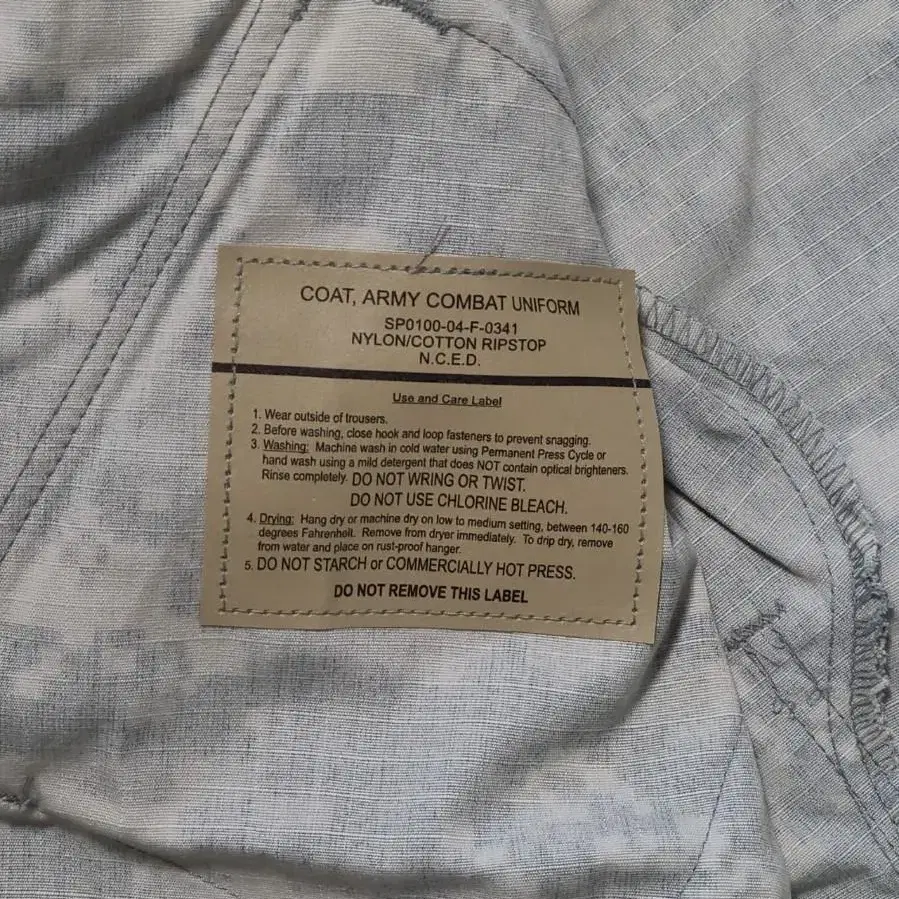 COAT, ARMY COMBAT UNIFORM
SP0100-04-F-0341
NYLON/COTTON RIPSTOP
N.C.E.D.
Use and Care Label
1. Wear outside of trousers.
2. Before washing, close hook and loop fasteners to prevent snagging.
3. Washing: Machine wash in cold water using Permanent Press Cycle or
hand wash using a mild detergent that does NOT contain optical brighteners.
Rinse completely. DO NOT WRING OR TWIST.
DO NOT USE CHLORINE BLEACH.
4. Drying: Hang dry or machine dry on low to medium setting, between 140-160
degrees Fahrenheit. Remove from dryer immediately. To drip dry, remove
from water and place on rust-proof hanger.
5. DO NOT STARCH or COMMERCIALLY HOT PRESS.
DO NOT REMOVE THIS LABEL